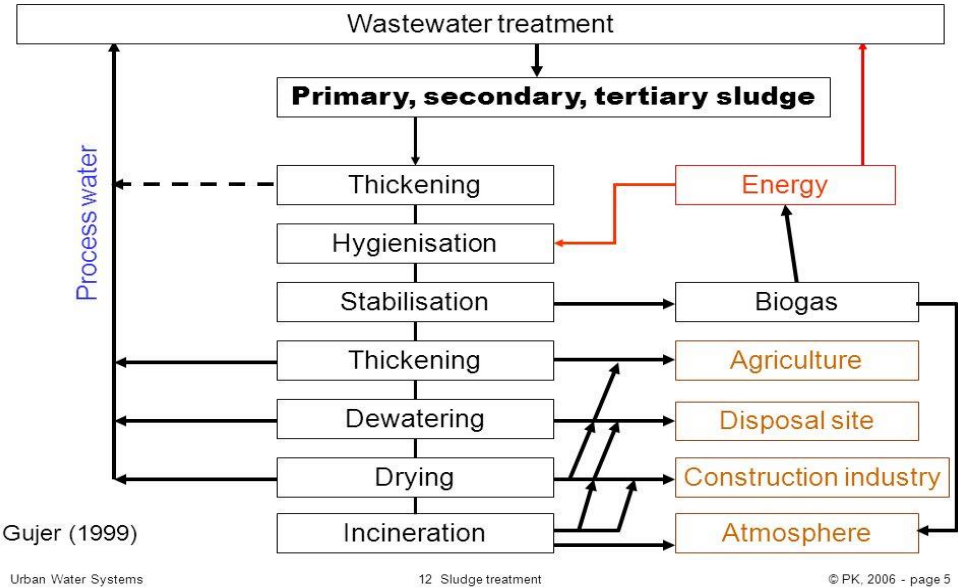 Wastewater treatment
Primary, secondary, tertiary sludge
Process water
Thickening
Energy
Hygienisation
Stabilisation
Biogas
Thickening
Agriculture
Dewatering
Disposal site
Drying
Construction industry
Incineration
Atmosphere
Gujer (1999)
Urban Water Systems
12 Sludge treatment
© PK, 2006 - page 5